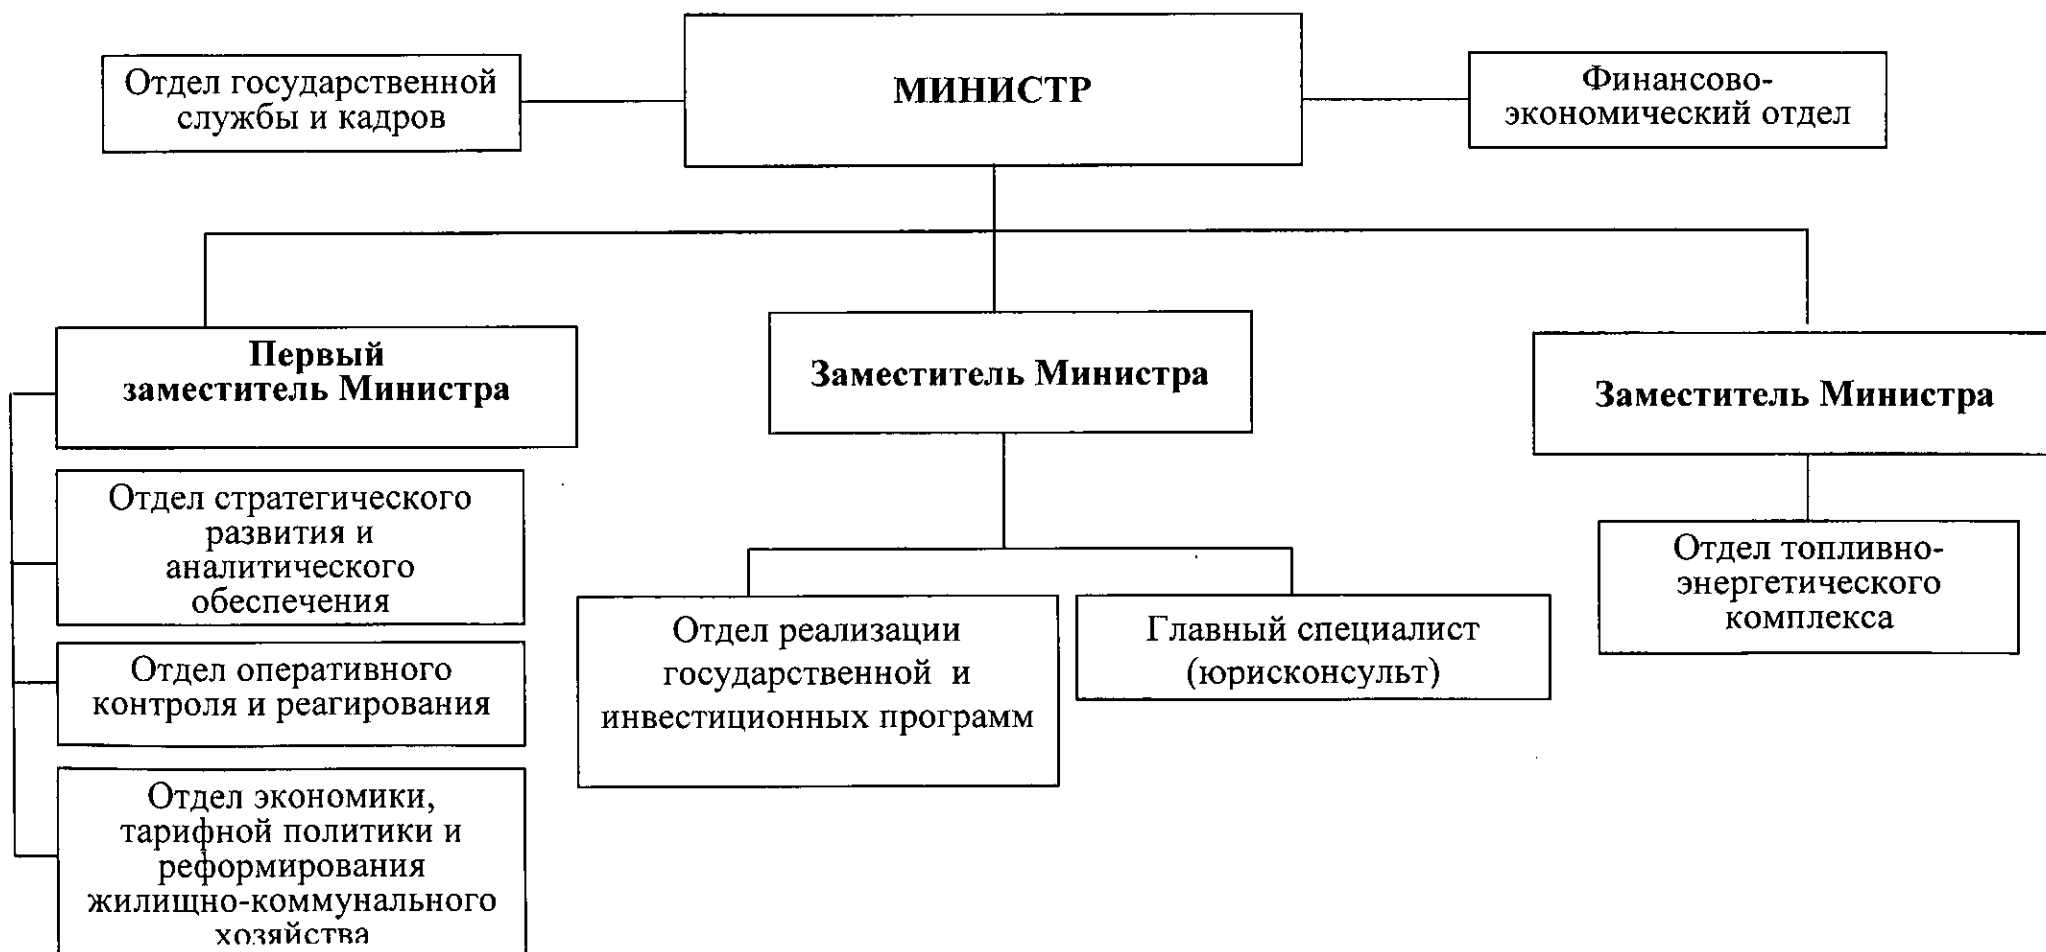 Отдел государственной
службы и кадров
МИНИСТР
Финансово-
экономический отдел
Первый
заместитель Министра
Заместитель Министра
Заместитель Министра
Отдел стратегического
развития и
аналитического
обеспечения
Отдел оперативного
контроля и реагирования
Отдел экономики,
тарифной политики и
реформирования
жилищно-коммунального
хозяйства
Отдел реализации
государственной и
инвестиционных программ
Главный специалист
(юрисконсульт)
Отдел топливно-
энергетического
комплекса